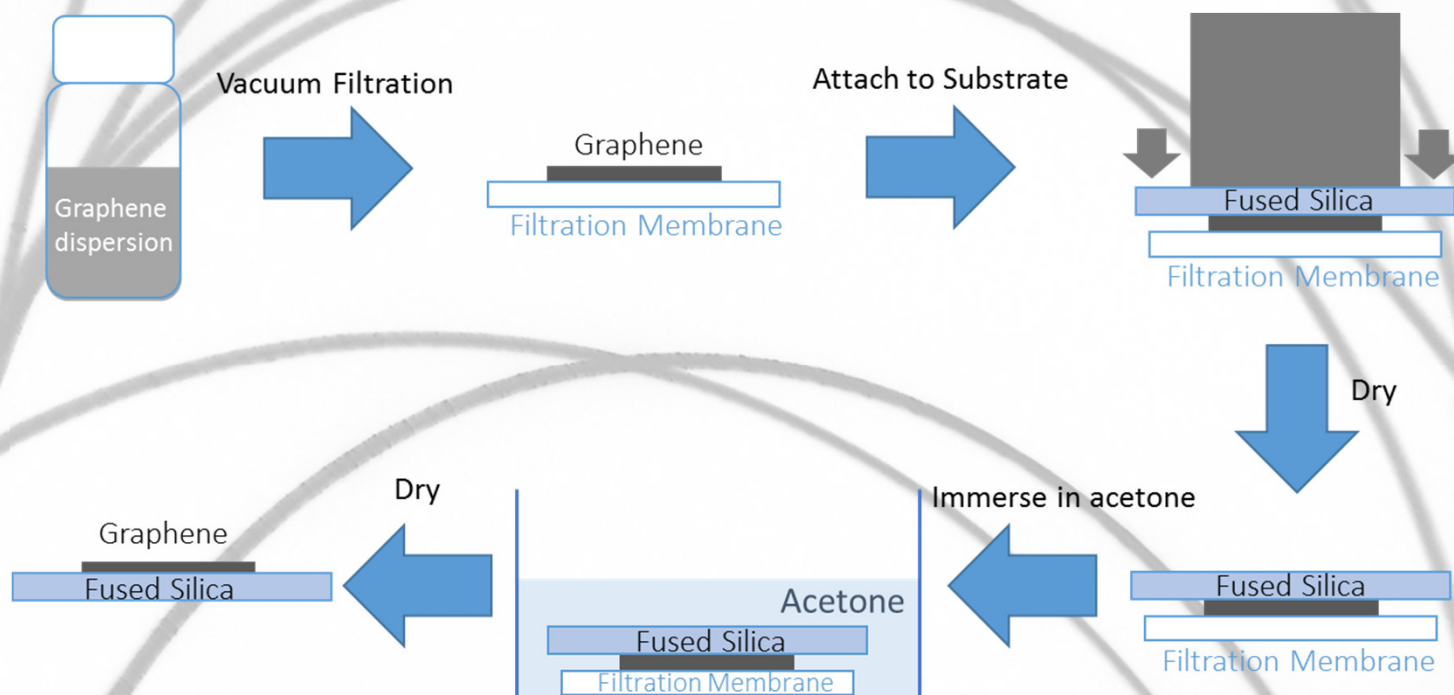 Vacuum Filtration
Attach to Substrate
Graphene
Graphene
dispersion
Filtration Membrane
Fused Silica
Filtration Membrane
Dry
Dry
Immerse in acetone
Graphene
Fused Silica
Acetone
Fused Silica
Filtration Membrane
Fused Silica
Filtration Membrane